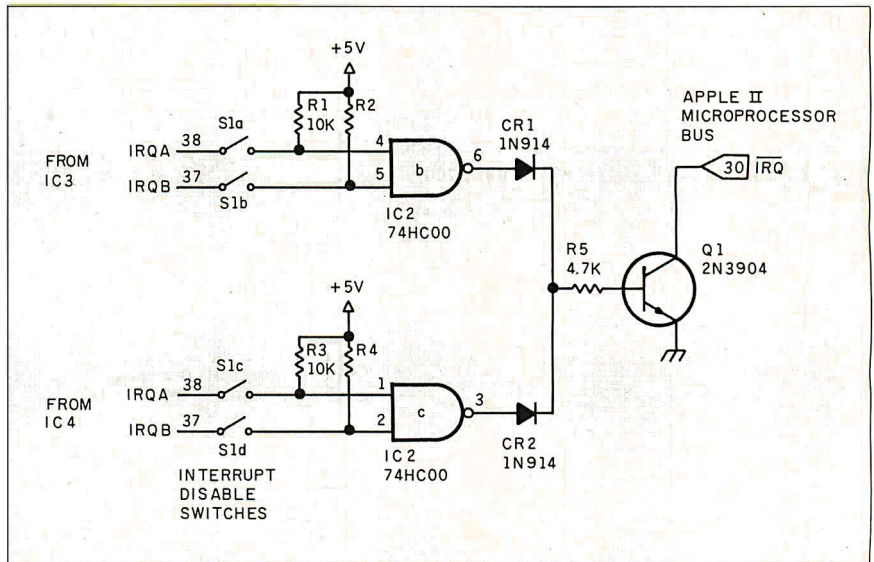 +5V
R1
10K
R2
S1a
FROM
IC3
IRQA 38
IRQB 37
S1b
4
5
b
6
IC2
74HC00
CR1
1N914
APPLE II
MICROPROCESSOR
BUS
30 IRQ
R5
4.7K
Q1
2N3904
+5V
R3
10K
R4
S1c
FROM
IC4
IRQA 38
IRQB 37
S1d
1
2
c
3
IC2
74HC00
CR2
1N914
INTERRUPT
DISABLE
SWITCHES